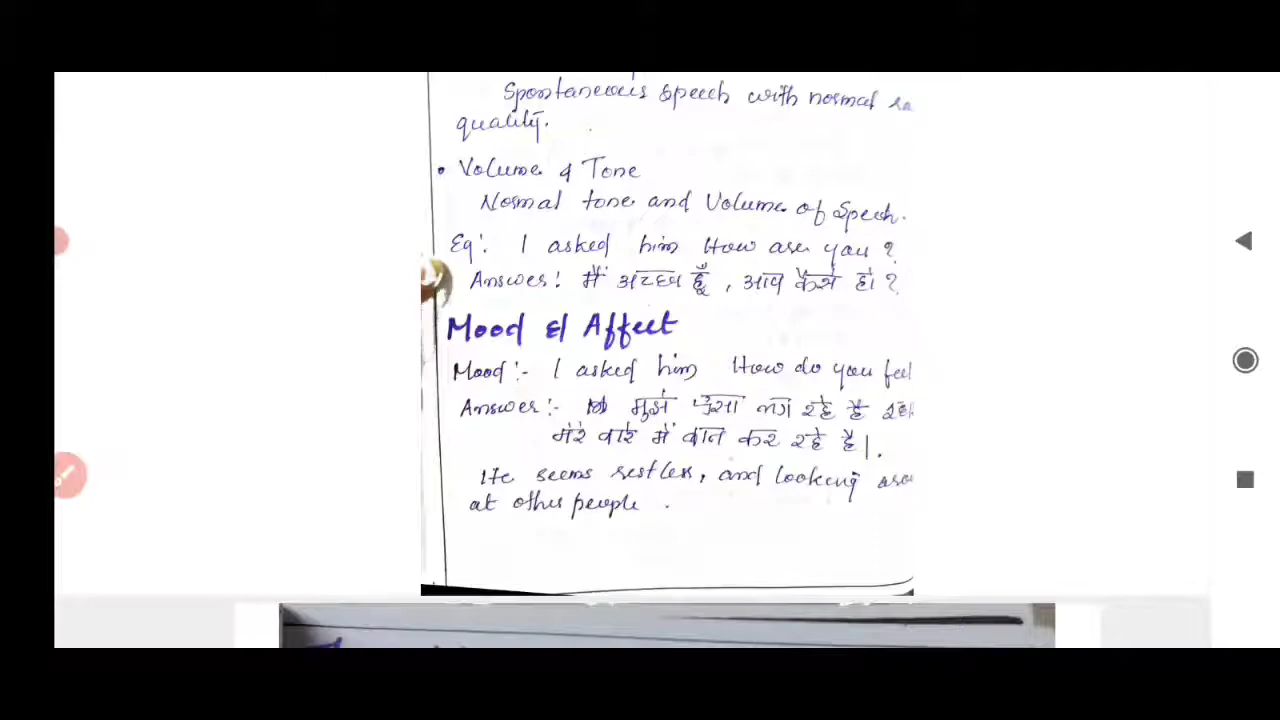 Spontaneous speech with normal
quality.
• Volume & Tone
Normal tone and Volume of Speech.
Eg:. I asked him How are you?
Answer: मैं अच्छा हूँ, आप कैसे हो?
Mood & Affect
Mood :- I asked him How do you feel
Answer :- मुझे ऐसा लग रहे है
मेरे बारे में बात कर रहे है।.
He seems restless, and looking
at other people.